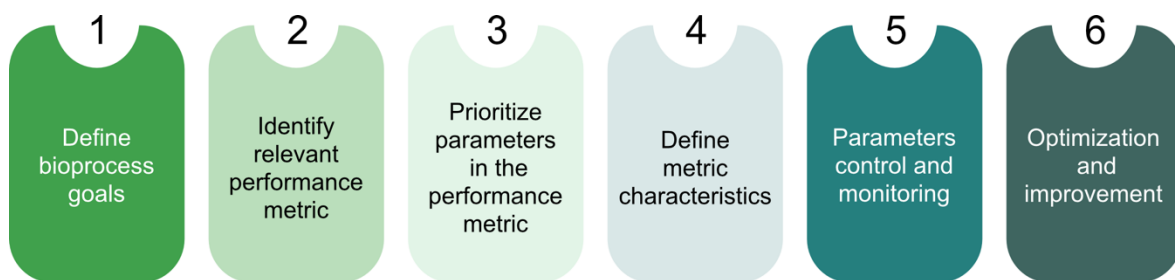 1
Define
bioprocess
goals
2
Identify
relevant
performance
metric
3
Prioritize
parameters
in the
performance
metric
4
Define
metric
characteristics
5
Parameters
control and
monitoring
6
Optimization
and
improvement